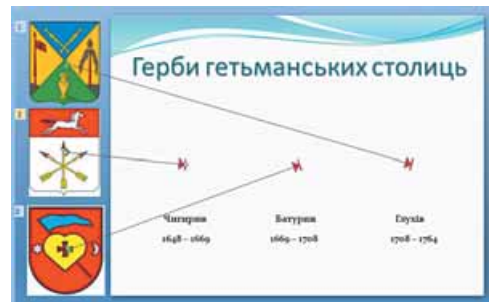 Герби гетьманських столиць
Чигирин Батурин Глухів
1648 – 1669 1669 – 1708 1708 – 1764